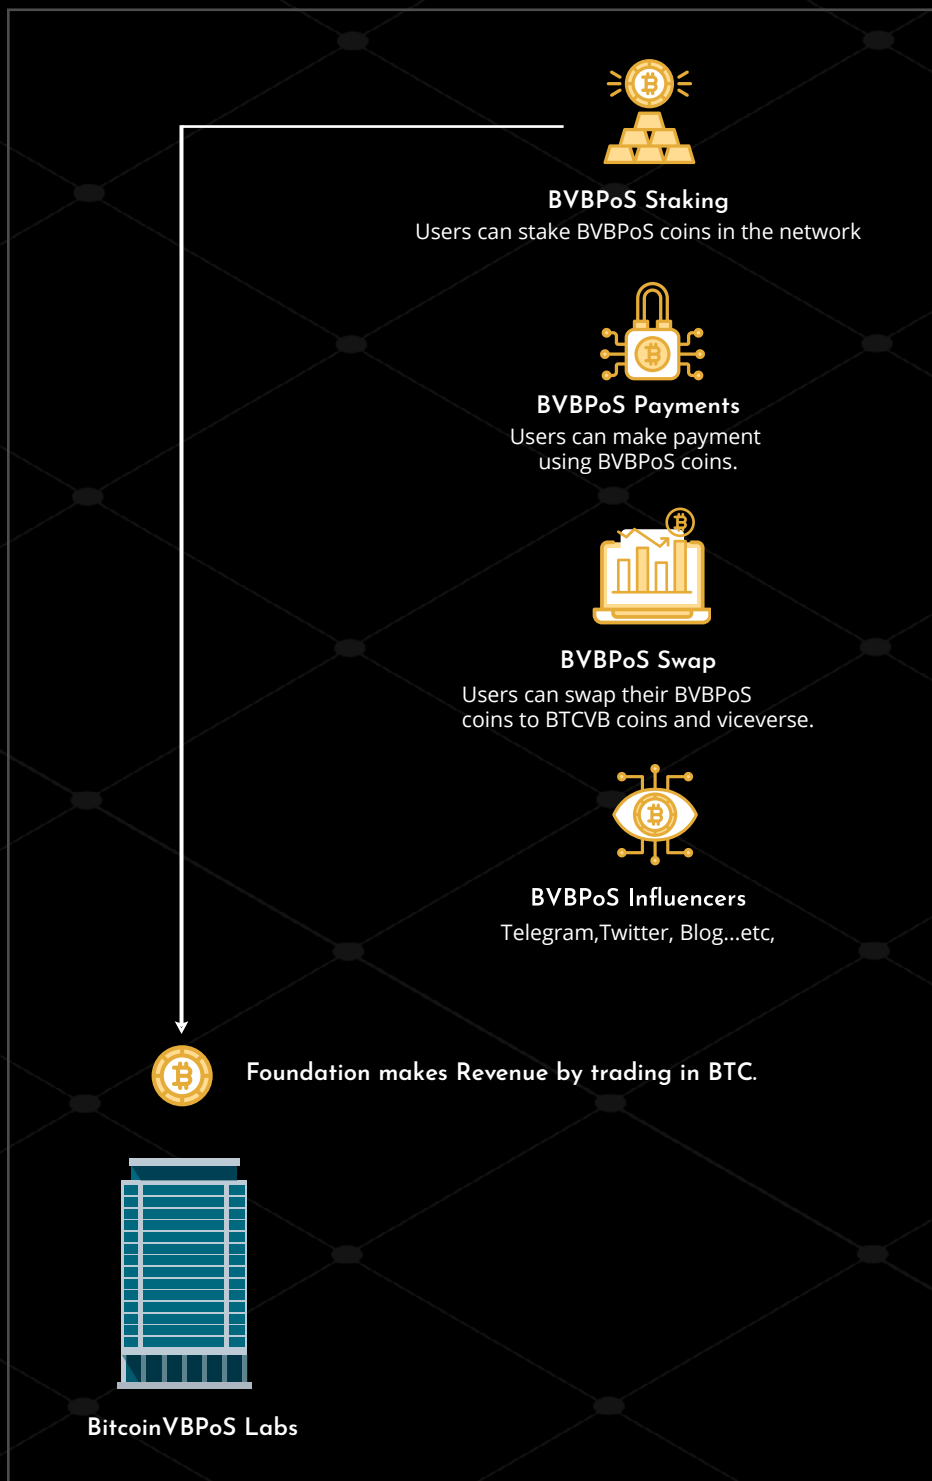 BVBPoS Staking
Users can stake BVBPoS coins in the network
BVBPoS Payments
Users can make payment
using BVBPoS coins.
BVBPoS Swap
Users can swap their BVBPoS
coins to BTCVB coins and viceverse.
BVBPoS Influencers
Telegram,Twitter, Blog...etc,
Foundation makes Revenue by trading in BTC.
BitcoinVBPoS Labs